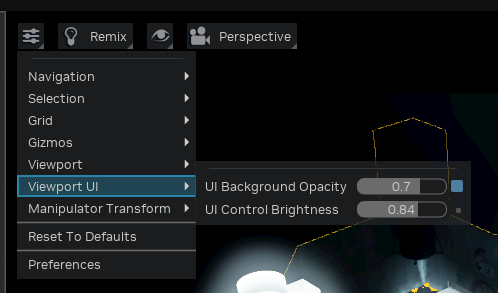 Remix
Perspective
Navigation
Selection
Grid
Gizmos
Viewport
Viewport UI
Manipulator Transform
Reset To Defaults
Preferences
UI Background Opacity 0.7
UI Control Brightness 0.84